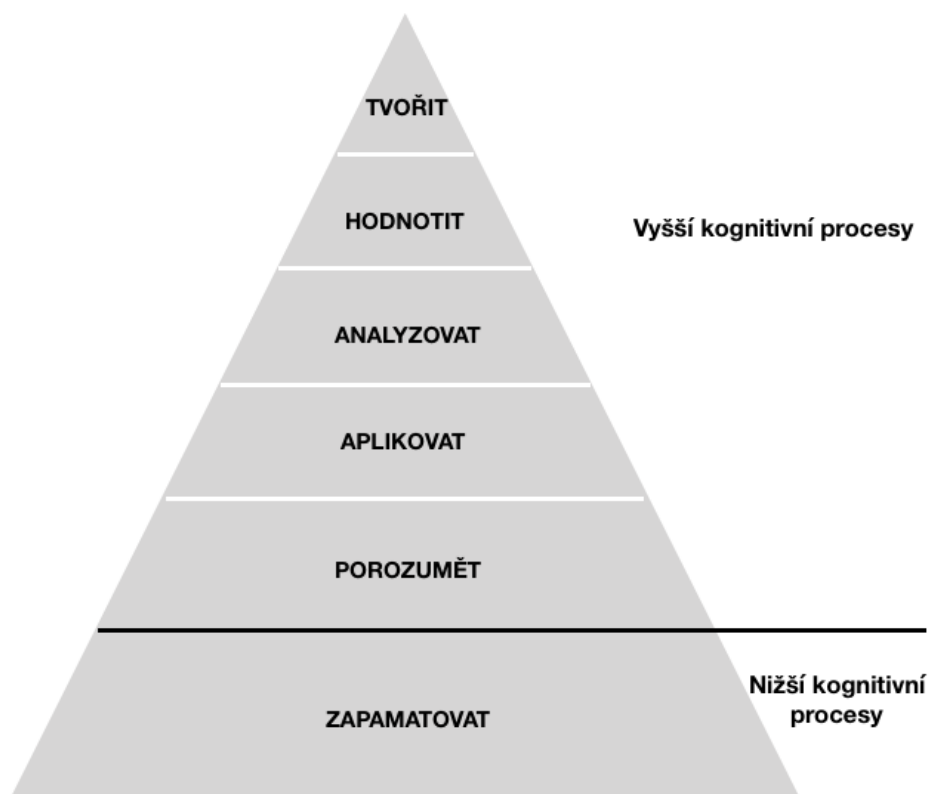 TVOŘIT
HODNOTIT
Vyšší kognitivní procesy
ANALYZOVAT
APLIKOVAT
POROZUMĚT
Nižší kognitivní
procesy
ZAPAMATOVAT